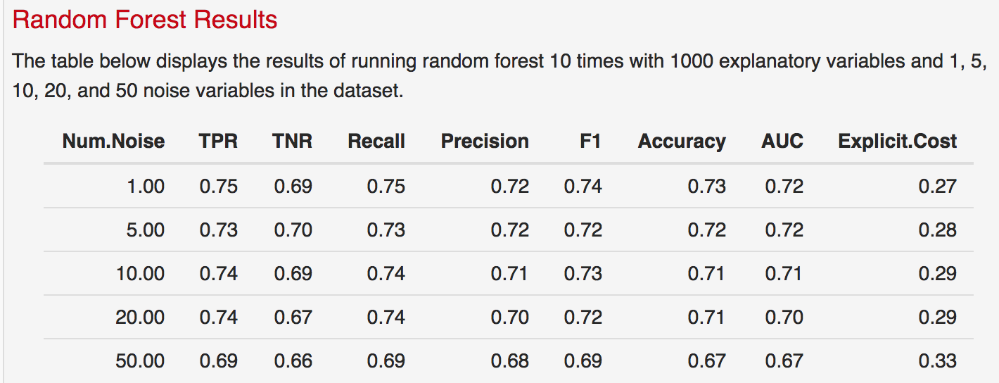 Random Forest Results
The table below displays the results of running random forest 10 times with 1000 explanatory variables and 1, 5,
10, 20, and 50 noise variables in the dataset.
Num.Noise TPR TNR Recall Precision F1 Accuracy AUC Explicit.Cost
1.00 0.75 0.69 0.75 0.72 0.74 0.73 0.72 0.27
5.00 0.73 0.70 0.73 0.72 0.72 0.72 0.72 0.28
10.00 0.74 0.69 0.74 0.71 0.73 0.71 0.71 0.29
20.00 0.74 0.67 0.74 0.70 0.72 0.71 0.70 0.29
50.00 0.69 0.66 0.69 0.68 0.69 0.67 0.67 0.33